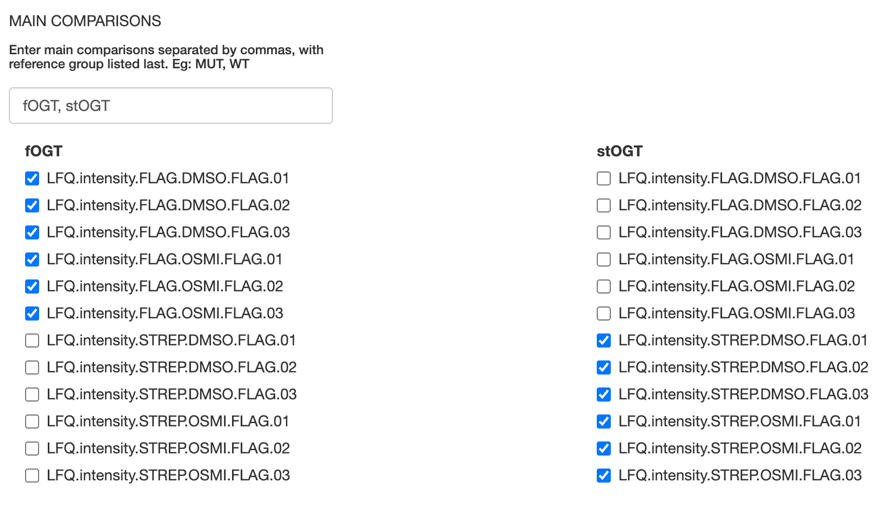 MAIN COMPARISONS
Enter main comparisons separated by commas, with
reference group listed last. Eg: MUT, WT
fOGT, stOGT
fOGT
LFQ.intensity.FLAG.DMSO.FLAG.01
LFQ.intensity.FLAG.DMSO.FLAG.02
LFQ.intensity.FLAG.DMSO.FLAG.03
LFQ.intensity.FLAG.OSMI.FLAG.01
LFQ.intensity.FLAG.OSMI.FLAG.02
LFQ.intensity.FLAG.OSMI.FLAG.03
LFQ.intensity.STREP.DMSO.FLAG.01
LFQ.intensity.STREP.DMSO.FLAG.02
LFQ.intensity.STREP.DMSO.FLAG.03
LFQ.intensity.STREP.OSMI.FLAG.01
LFQ.intensity.STREP.OSMI.FLAG.02
LFQ.intensity.STREP.OSMI.FLAG.03
stOGT
LFQ.intensity.FLAG.DMSO.FLAG.01
LFQ.intensity.FLAG.DMSO.FLAG.02
LFQ.intensity.FLAG.DMSO.FLAG.03
LFQ.intensity.FLAG.OSMI.FLAG.01
LFQ.intensity.FLAG.OSMI.FLAG.02
LFQ.intensity.FLAG.OSMI.FLAG.03
LFQ.intensity.STREP.DMSO.FLAG.01
LFQ.intensity.STREP.DMSO.FLAG.02
LFQ.intensity.STREP.DMSO.FLAG.03
LFQ.intensity.STREP.OSMI.FLAG.01
LFQ.intensity.STREP.OSMI.FLAG.02
LFQ.intensity.STREP.OSMI.FLAG.03